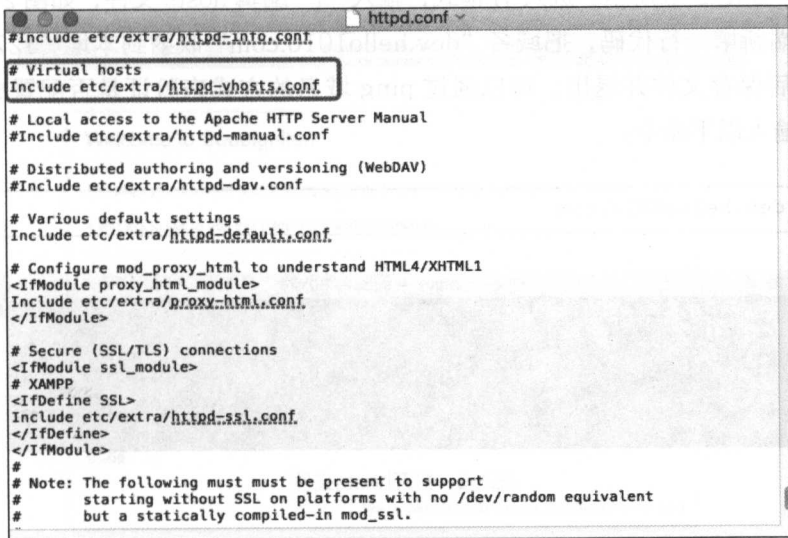 httpd.conf
#Include etc/extra/httpd-info.conf
# Virtual hosts
Include etc/extra/httpd-vhosts.conf
# Local access to the Apache HTTP Server Manual
#Include etc/extra/httpd-manual.conf
# Distributed authoring and versioning (WebDAV)
#Include etc/extra/httpd-dav.conf
# Various default settings
Include etc/extra/httpd-default.conf
# Configure mod_proxy_html to understand HTML4/XHTML1
<IfModule proxy_html_module>
Include etc/extra/proxy-html.conf
</IfModule>
# Secure (SSL/TLS) connections
<IfModule ssl_module>
# XAMPP
<IfDefine SSL>
Include etc/extra/httpd-ssl.conf
</IfDefine>
</IfModule>
#
# Note: The following must must be present to support
#       starting without SSL on platforms with no /dev/random equivalent
#       but a statically compiled-in mod_ssl.